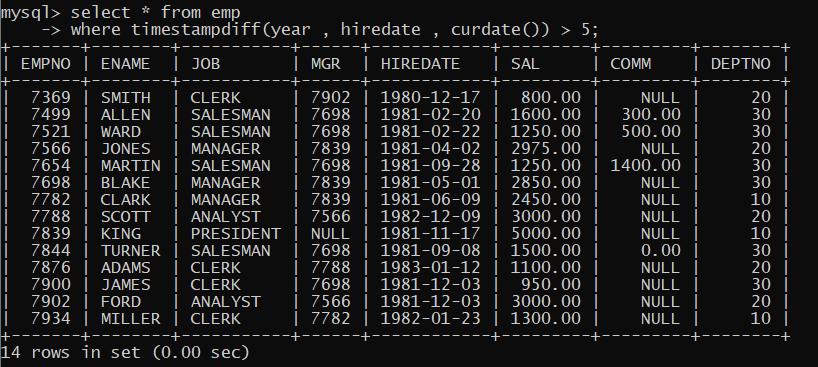 mysql> select * from emp
    -> where timestampdiff(year , hiredate , curdate()) > 5;
+-------+--------+-----------+------+------------+---------+---------+--------+
| EMPNO | ENAME  | JOB       | MGR  | HIREDATE   | SAL     | COMM    | DEPTNO |
+-------+--------+-----------+------+------------+---------+---------+--------+
|  7369 | SMITH  | CLERK     | 7902 | 1980-12-17 |  800.00 |    NULL |     20 |
|  7499 | ALLEN  | SALESMAN  | 7698 | 1981-02-20 | 1600.00 |  300.00 |     30 |
|  7521 | WARD   | SALESMAN  | 7698 | 1981-02-22 | 1250.00 |  500.00 |     30 |
|  7566 | JONES  | MANAGER   | 7839 | 1981-04-02 | 2975.00 |    NULL |     20 |
|  7654 | MARTIN | SALESMAN  | 7698 | 1981-09-28 | 1250.00 | 1400.00 |     30 |
|  7698 | BLAKE  | MANAGER   | 7839 | 1981-05-01 | 2850.00 |    NULL |     30 |
|  7782 | CLARK  | MANAGER   | 7839 | 1981-06-09 | 2450.00 |    NULL |     10 |
|  7788 | SCOTT  | ANALYST   | 7566 | 1982-12-09 | 3000.00 |    NULL |     20 |
|  7839 | KING   | PRESIDENT | NULL | 1981-11-17 | 5000.00 |    NULL |     10 |
|  7844 | TURNER | SALESMAN  | 7698 | 1981-09-08 | 1500.00 |    0.00 |     30 |
|  7876 | ADAMS  | CLERK     | 7788 | 1983-01-12 | 1100.00 |    NULL |     20 |
|  7900 | JAMES  | CLERK     | 7698 | 1981-12-03 |  950.00 |    NULL |     30 |
|  7902 | FORD   | ANALYST   | 7566 | 1981-12-03 | 3000.00 |    NULL |     20 |
|  7934 | MILLER | CLERK     | 7782 | 1982-01-23 | 1300.00 |    NULL |     10 |
+-------+--------+-----------+------+------------+---------+---------+--------+
14 rows in set (0.00 sec)